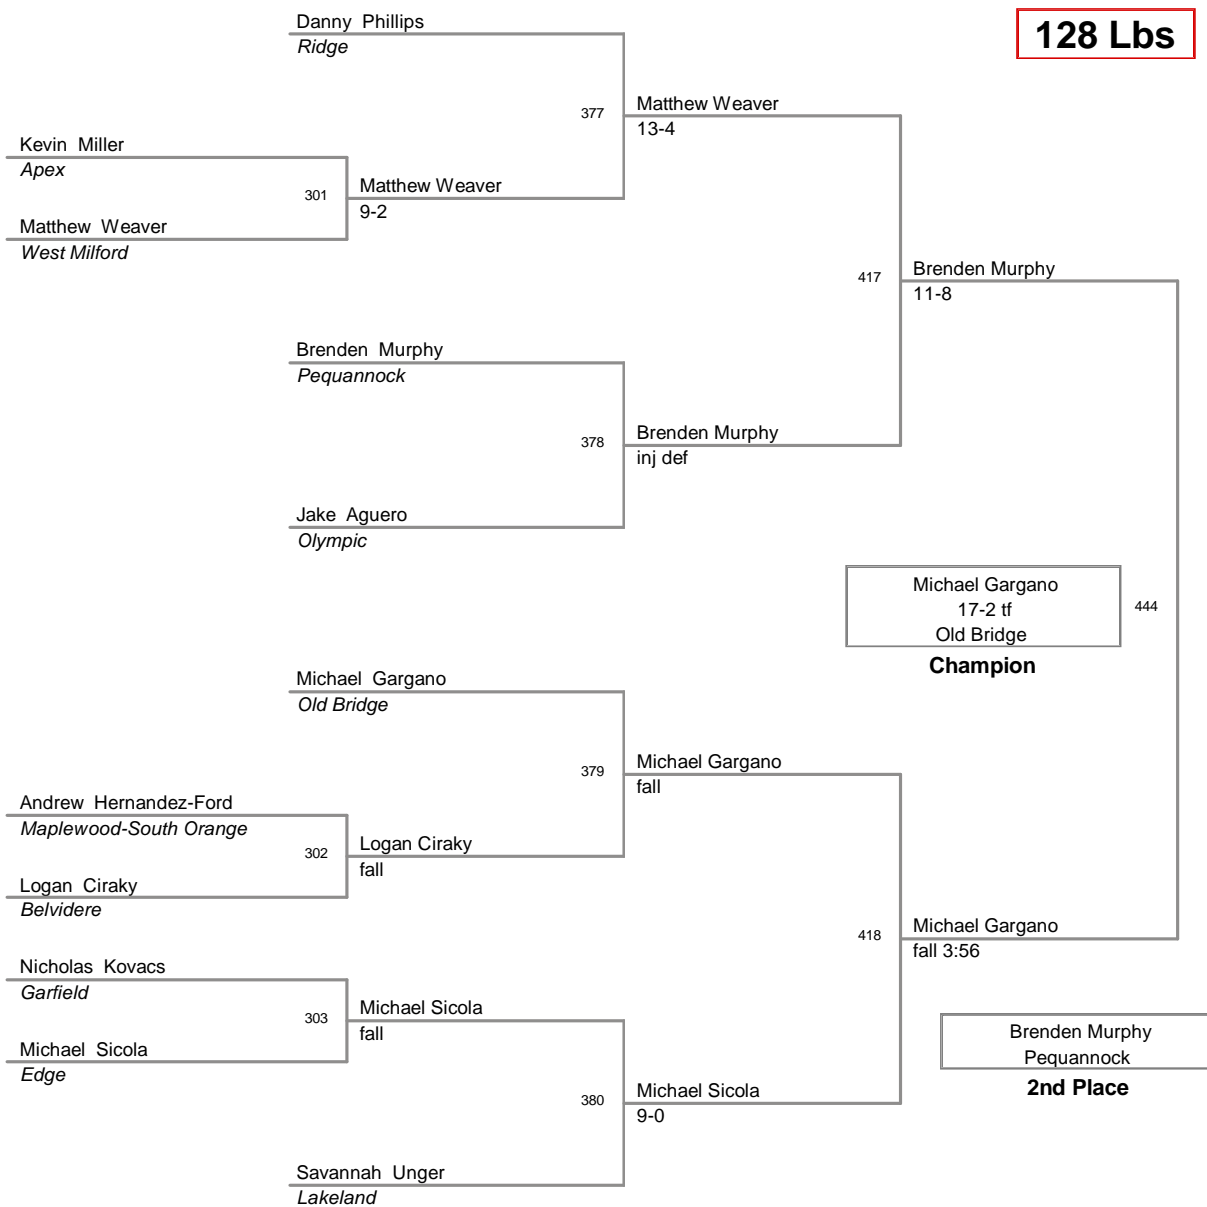 Danny Phillips
Ridge
128 Lbs
377
Matthew Weaver
13-4
Kevin Miller
Apex
301
Matthew Weaver
9-2
Matthew Weaver
West Milford
417
Brenden Murphy
11-8
Brenden Murphy
Pequannock
378
Brenden Murphy
inj def
Jake Aguero
Olympic
Michael Gargano
17-2 tf
Old Bridge
444
Champion
Michael Gargano
Old Bridge
379
Michael Gargano
fall
Andrew Hernandez-Ford
Maplewood-South Orange
302
Logan Ciraky
fall
Logan Ciraky
Belvidere
418
Michael Gargano
fall 3:56
Nicholas Kovacs
Garfield
303
Michael Sicola
fall
Michael Sicola
Edge
Brenden Murphy
Pequannock
2nd Place
380
Michael Sicola
9-0
Savannah Unger
Lakeland